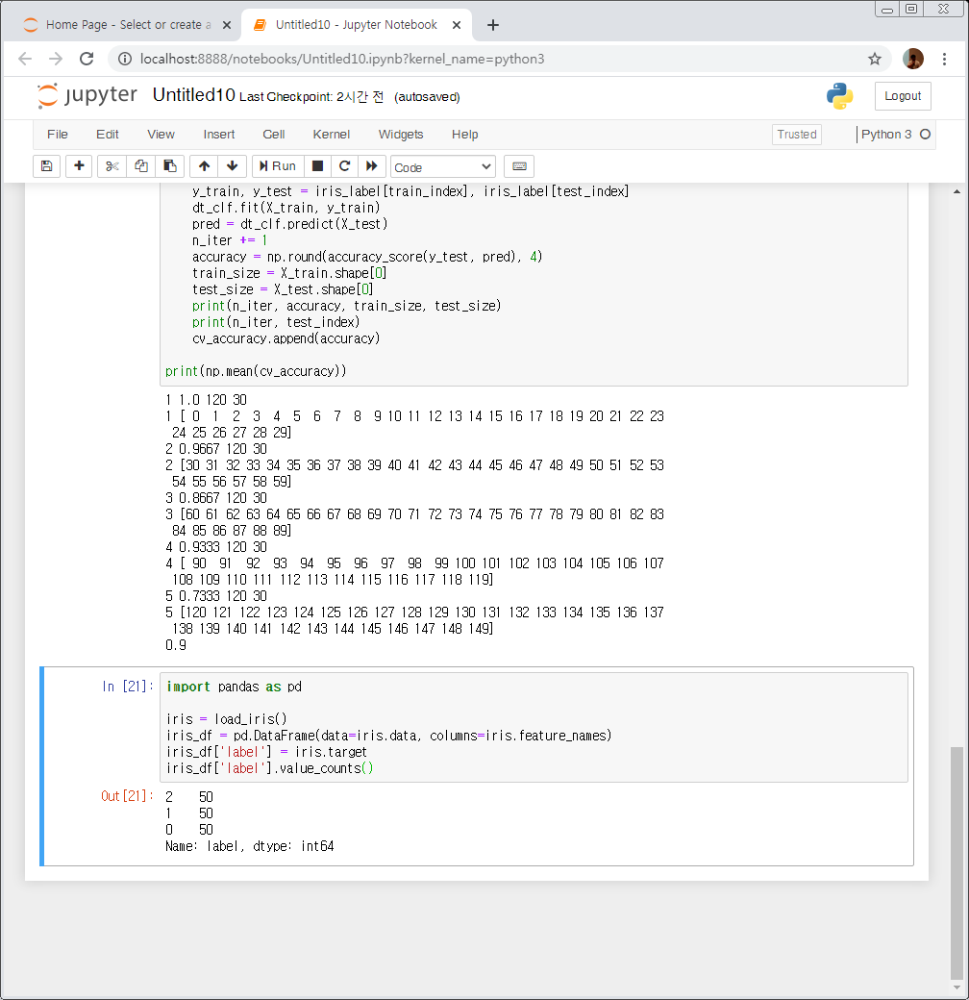 Home Page - Select or create a
Untitled10 - Jupyter Notebook
localhost:8888/notebooks/Untitled10.ipynb?kernel_name=python3
jupyter Untitled10 Last Checkpoint: 2시간 전 (autosaved)
Logout
File Edit View Insert Cell Kernel Widgets Help
Trusted
Python 3
Run
Code
y_train, y_test = iris_label[train_index], iris_label[test_index]
dt_clf.fit(X_train, y_train)
pred = dt_clf.predict(X_test)
n_iter += 1
accuracy = np.round(accuracy_score(y_test, pred), 4)
train_size = X_train.shape[0]
test_size = X_test.shape[0]
print(n_iter, accuracy, train_size, test_size)
print(n_iter, test_index)
cv_accuracy.append(accuracy)
print(np.mean(cv_accuracy))
1 1.0 120 30
1 [ 0 1 2 3 4 5 6 7 8 9 10 11 12 13 14 15 16 17 18 19 20 21 22 23
24 25 26 27 28 29]
2 0.9667 120 30
2 [30 31 32 33 34 35 36 37 38 39 40 41 42 43 44 45 46 47 48 49 50 51 52 53
54 55 56 57 58 59]
3 0.8667 120 30
3 [60 61 62 63 64 65 66 67 68 69 70 71 72 73 74 75 76 77 78 79 80 81 82 83
84 85 86 87 88 89]
4 0.9333 120 30
4 [ 90 91 92 93 94 95 96 97 98 99 100 101 102 103 104 105 106 107
108 109 110 111 112 113 114 115 116 117 118 119]
5 0.7333 120 30
5 [120 121 122 123 124 125 126 127 128 129 130 131 132 133 134 135 136 137
138 139 140 141 142 143 144 145 146 147 148 149]
0.9
In [21]:
import pandas as pd
iris = load_iris()
iris_df = pd.DataFrame(data=iris.data, columns=iris.feature_names)
iris_df['label'] = iris.target
iris_df['label'].value_counts()
Out[21]:
2 50
1 50
0 50
Name: label, dtype: int64